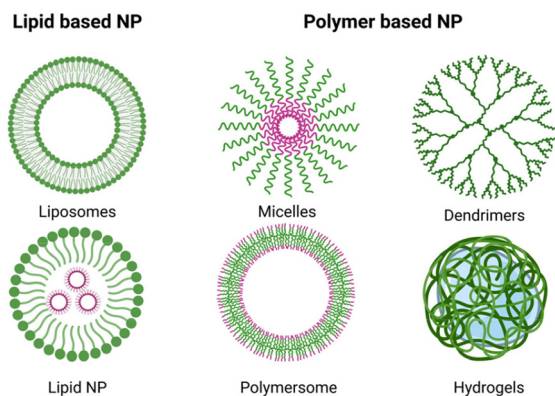 Lipid based NP
Polymer based NP
Liposomes
Micelles
Dendrimers
Lipid NP
Polymersome
Hydrogels